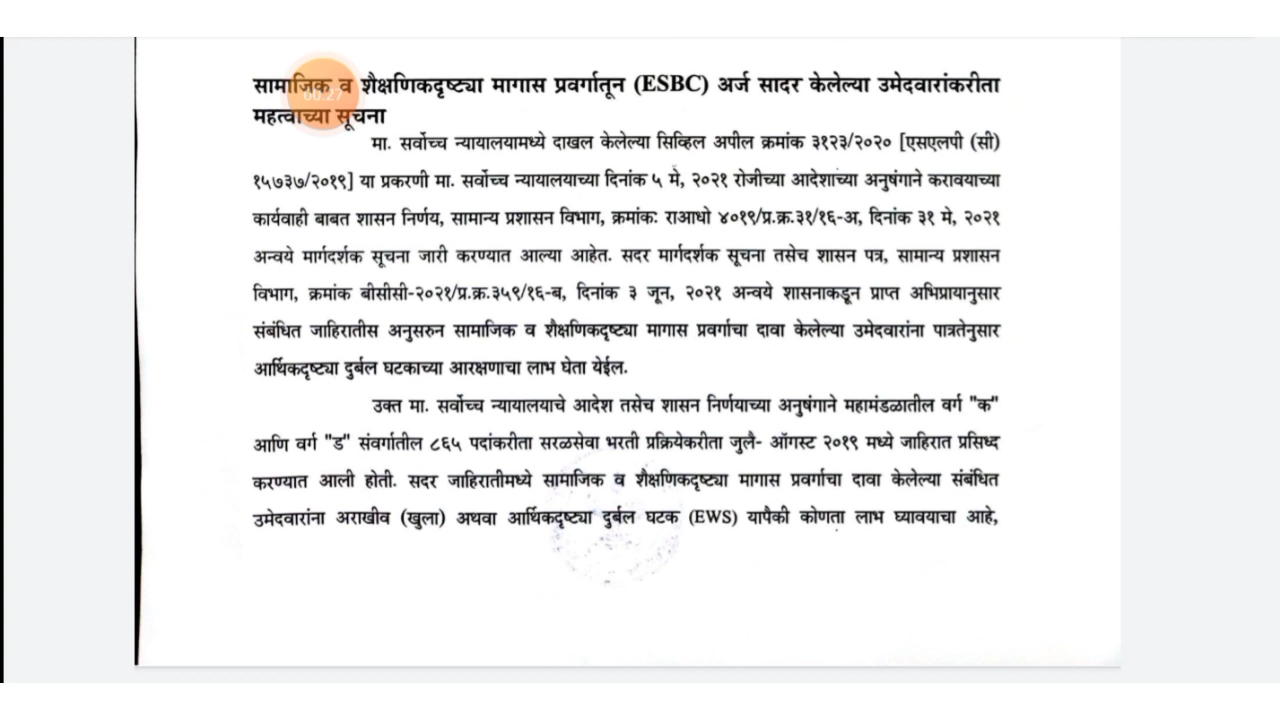 सामाजिक व शैक्षणिकदृष्ट्या मागास प्रवर्गातून (ESBC) अर्ज सादर केलेल्या उमेदवारांकरीता
महत्वाच्या सूचना
00:27
मा. सर्वोच्च न्यायालयामध्ये दाखल केलेल्या सिव्हिल अपील क्रमांक ३१२३/२०२० [एसएलपी (सी)
१५७३७/२०१९] या प्रकरणी मा. सर्वोच्च न्यायालयाच्या दिनांक ५ मे, २०२१ रोजीच्या आदेशाच्या अनुषंगाने करावयाच्या
कार्यवाही बाबत शासन निर्णय, सामान्य प्रशासन विभाग, क्रमांक: राआधो ४०१९/प्र.क्र.३१/१६-अ, दिनांक ३१ मे, २०२१
अन्वये मार्गदर्शक सूचना जारी करण्यात आल्या आहेत. सदर मार्गदर्शक सूचना तसेच शासन पत्र, सामान्य प्रशासन
विभाग, क्रमांक बीसीसी-२०२१/प्र.क्र.३५९/१६-ब, दिनांक ३ जून, २०२१ अन्वये शासनाकडून प्राप्त अभिप्रायानुसार
संबंधित जाहिरातीस अनुसरुन सामाजिक व शैक्षणिकदृष्ट्या मागास प्रवर्गाचा दावा केलेल्या उमेदवारांना पात्रतेनुसार
आर्थिकदृष्ट्या दुर्बल घटकाच्या आरक्षणाचा लाभ घेता येईल.
उक्त मा. सर्वोच्च न्यायालयाचे आदेश तसेच शासन निर्णयाच्या अनुषंगाने महामंडळातील वर्ग "क"
आणि वर्ग "ड" संवर्गातील ८६५ पदांकरीता सरळसेवा भरती प्रक्रियेकरीता जुलै- ऑगस्ट २०१९ मध्ये जाहिरात प्रसिध्द
करण्यात आली होती. सदर जाहिरातीमध्ये सामाजिक व शैक्षणिकदृष्ट्या मागास प्रवर्गाचा दावा केलेल्या संबंधित
उमेदवारांना अराखीव (खुला) अथवा आर्थिकदृष्ट्या दुर्बल घटक (EWS) यापैकी कोणता लाभ घ्यावयाचा आहे,